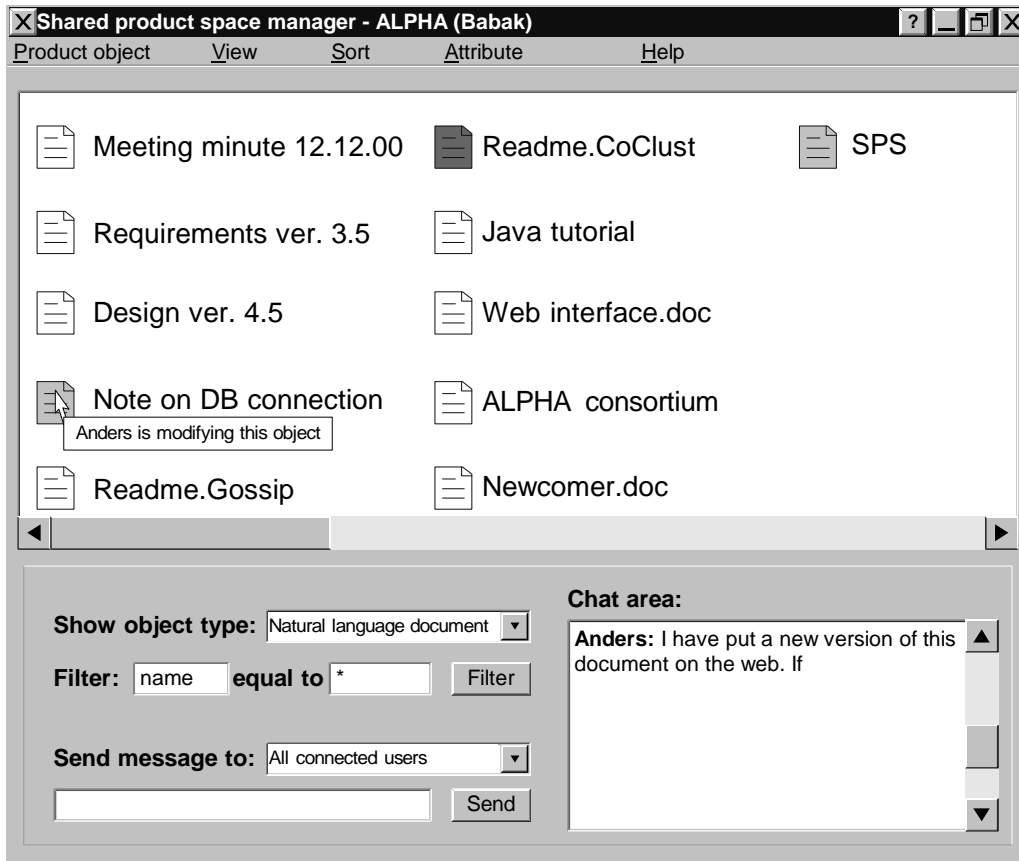 Shared product space manager - ALPHA (Babak) ?
Product object View Sort Attribute Help
Meeting minute 12.12.00 Readme.CoClust SPS
Requirements ver. 3.5 Java tutorial
Design ver. 4.5 Web interface.doc
Note on DB connection ALPHA consortium
Anders is modifying this object
Readme.Gossip Newcomer.doc
Chat area:
Show object type: Natural language document
Anders: I have put a new version of this
document on the web. If
Filter: name equal to * Filter
Send message to: All connected users
Send